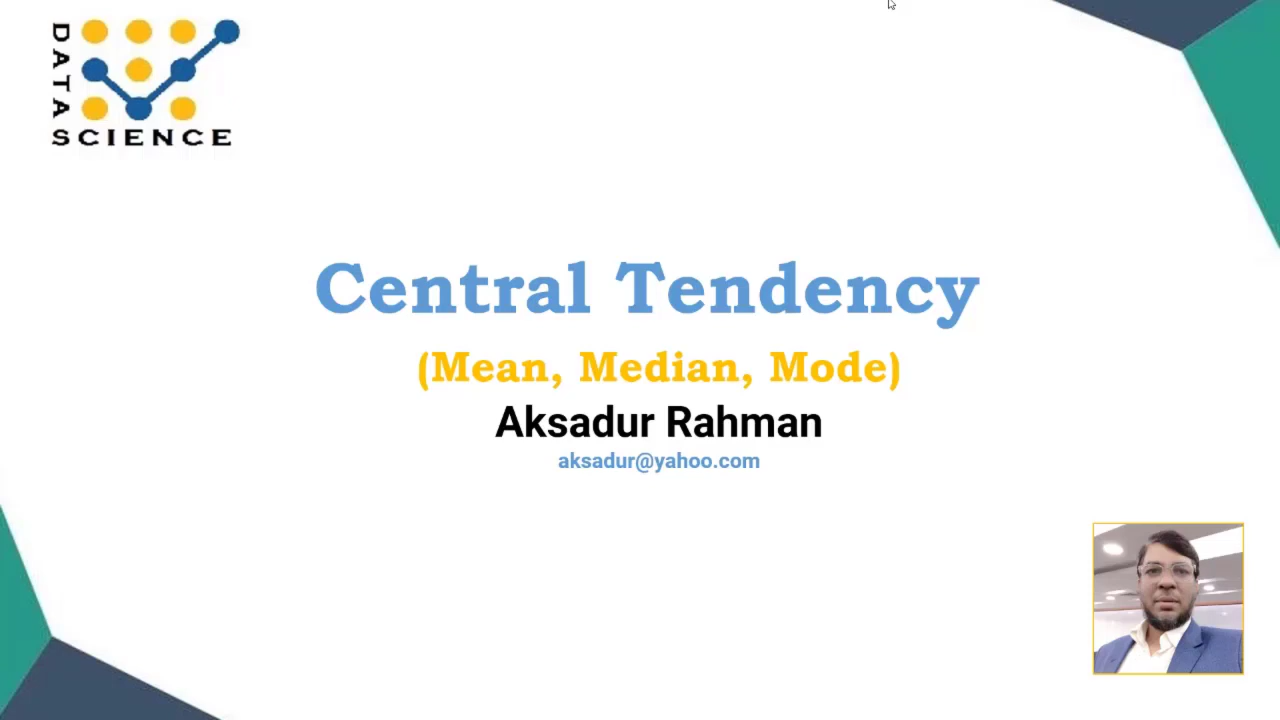 DATA
SCIENCE
Central Tendency
(Mean, Median, Mode)
Aksadur Rahman
aksadur@yahoo.com